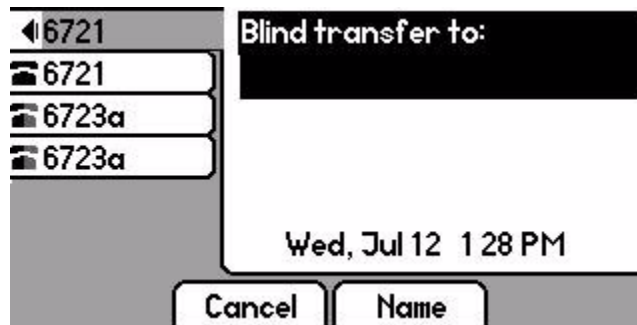 6721
6721
6723a
6723a
Blind transfer to:
Wed, Jul 12 1 28 PM
Cancel
Name